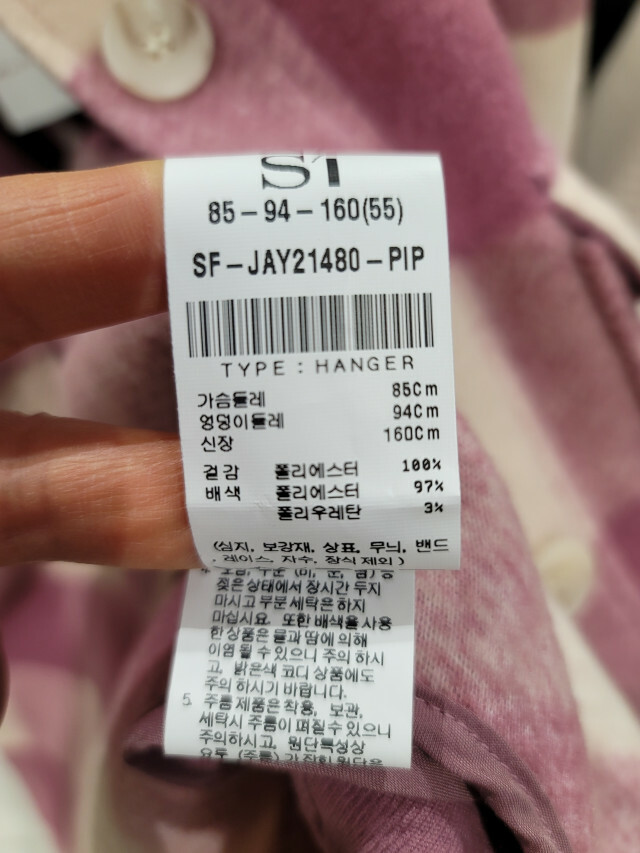 85-94-160(55)
SF-JAY21480-PIP
TYPE : HANGER
가슴둘레 85Cm
엉덩이둘레 94Cm
신장 160Cm
겉감 폴리에스터 100%
배색 폴리에스터 97%
폴리우레탄 3%
(심지, 보강재, 상표, 무늬, 밴드
, 레이스, 자수, 장식 제외)
젖은 상태에서 장시간 두지
마시고 부분세탁은 하지
마십시요. 또한 배색을 사용
한 상품은 물과 땀에 의해
이염 될 수 있으니 주의 하시
고, 밝은색 코디 상품에도
주의 하시기 바랍니다.
5. 주름 제품은 착용, 보관,
세탁시 주름이 펴질 수 있으니
주의하시고, 원단특성상